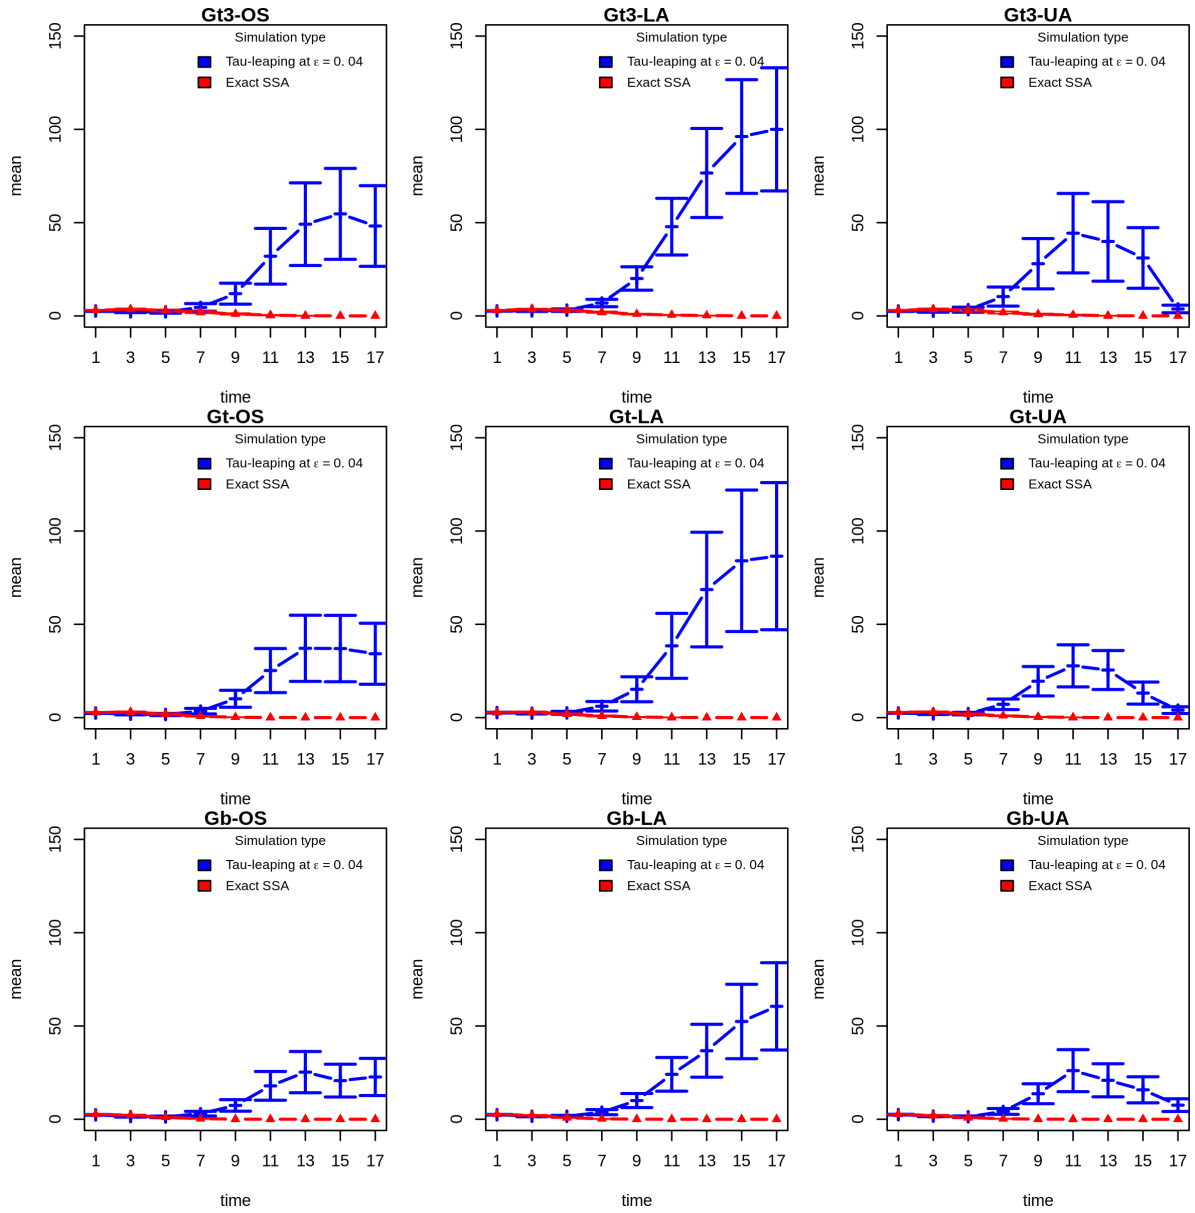 Gt3-OS
mean
150
100
50
0
Simulation type
Tau-leaping at ε = 0. 04
Exact SSA
1 3 5 7 9 11 13 15 17
time
Gt3-LA
mean
150
100
50
0
Simulation type
Tau-leaping at ε = 0. 04
Exact SSA
1 3 5 7 9 11 13 15 17
time
Gt3-UA
mean
150
100
50
0
Simulation type
Tau-leaping at ε = 0. 04
Exact SSA
1 3 5 7 9 11 13 15 17
time
Gt-OS
mean
150
100
50
0
Simulation type
Tau-leaping at ε = 0. 04
Exact SSA
1 3 5 7 9 11 13 15 17
time
Gt-LA
mean
150
100
50
0
Simulation type
Tau-leaping at ε = 0. 04
Exact SSA
1 3 5 7 9 11 13 15 17
time
Gt-UA
mean
150
100
50
0
Simulation type
Tau-leaping at ε = 0. 04
Exact SSA
1 3 5 7 9 11 13 15 17
time
Gb-OS
mean
150
100
50
0
Simulation type
Tau-leaping at ε = 0. 04
Exact SSA
1 3 5 7 9 11 13 15 17
time
Gb-LA
mean
150
100
50
0
Simulation type
Tau-leaping at ε = 0. 04
Exact SSA
1 3 5 7 9 11 13 15 17
time
Gb-UA
mean
150
100
50
0
Simulation type
Tau-leaping at ε = 0. 04
Exact SSA
1 3 5 7 9 11 13 15 17
time